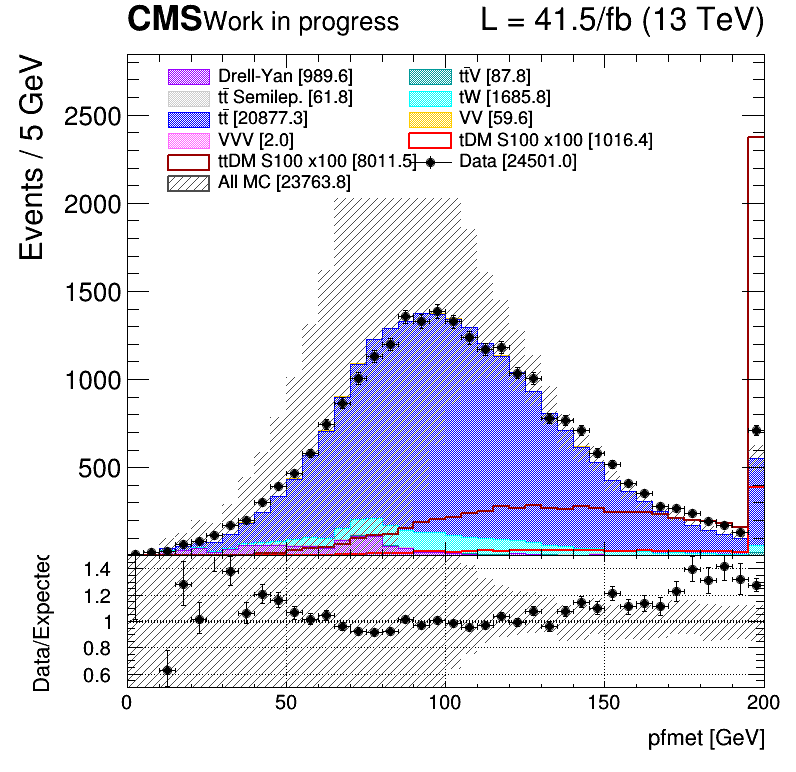 CMS Work in progress L = 41.5/fb (13 TeV)
Events / 5 GeV
Drell-Yan [989.6] tt̄V [87.8]
tt̄ Semilep. [61.8] tW [1685.8]
tt̄ [20877.3] VV [59.6]
VVV [2.0] tDM S100 x100 [1016.4]
ttDM S100 x100 [8011.5] Data [24501.0]
All MC [23763.8]
2500
2000
1500
1000
500
Data/Expected
1.4
1.2
1
0.8
0.6
0 50 100 150 200
pfmet [GeV]